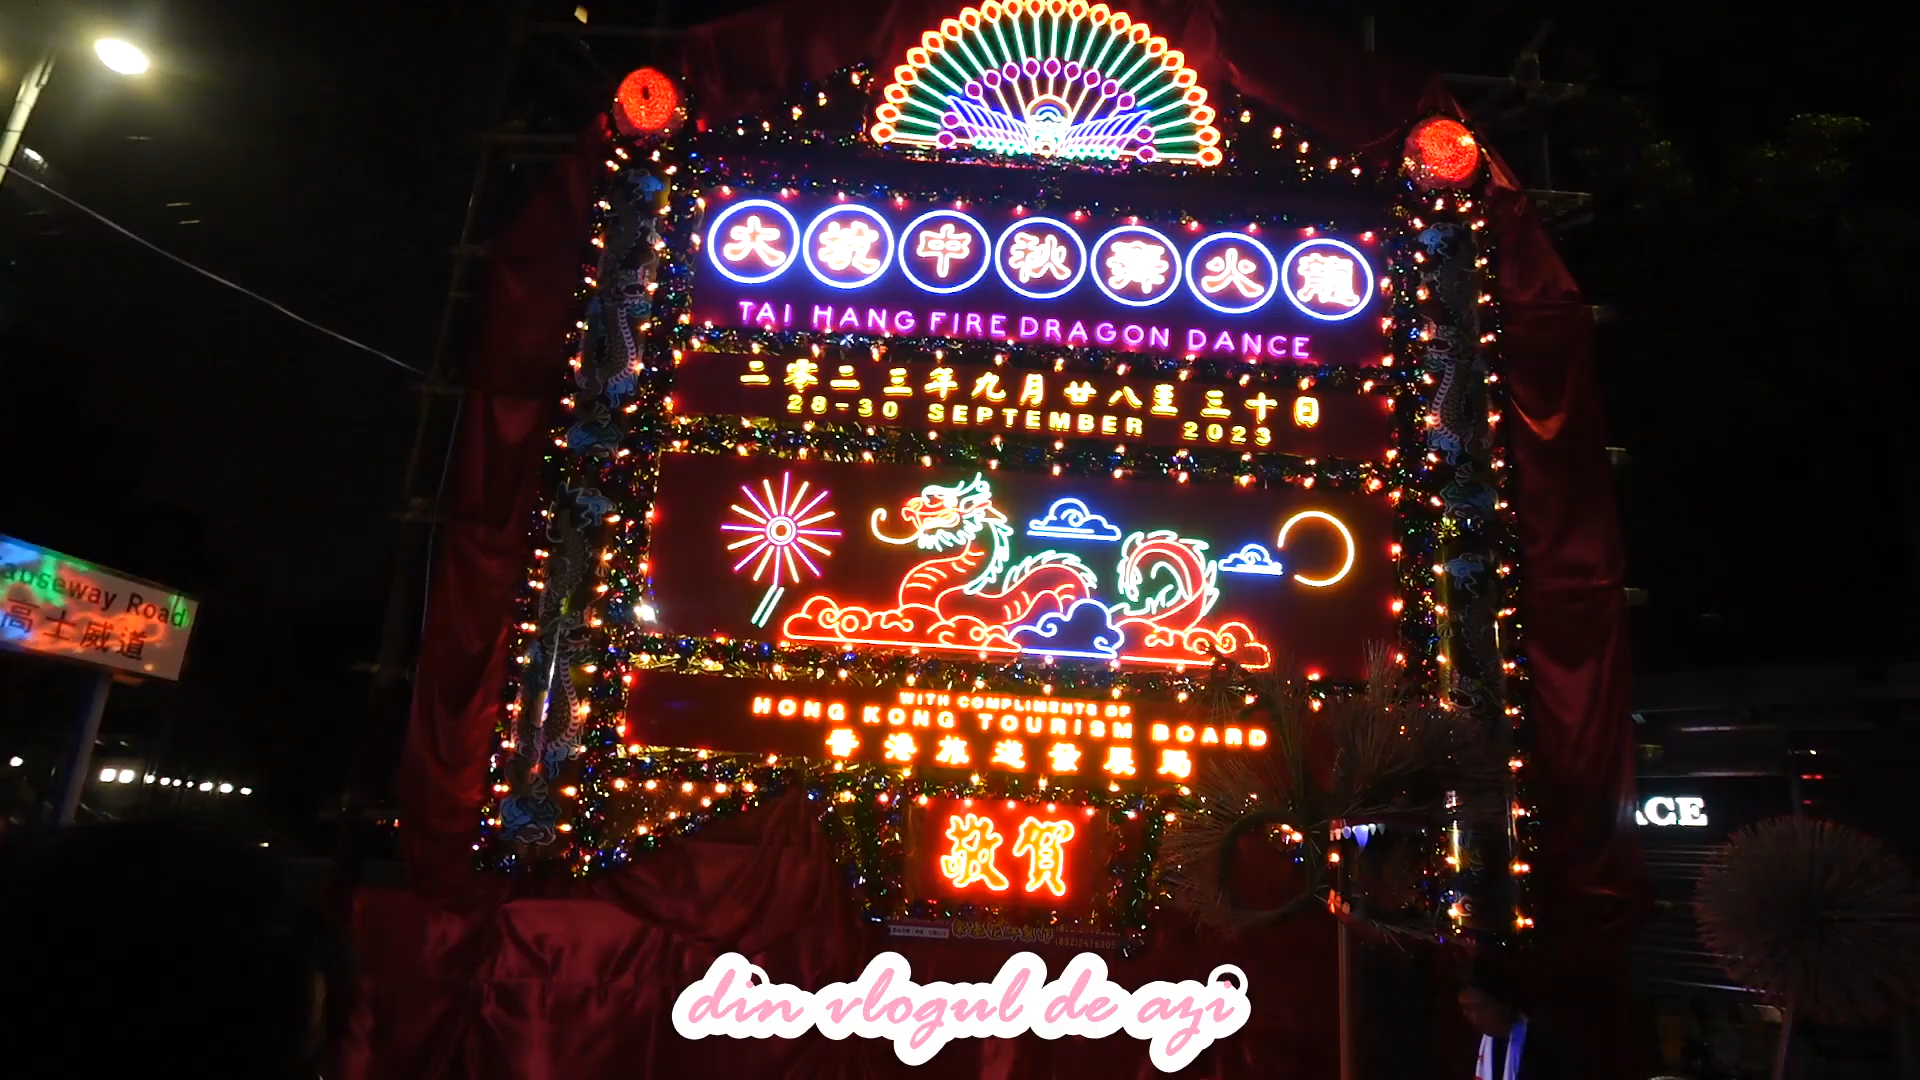 大坑中秋舞火龍
TAI HANG FIRE DRAGON DANCE
二零二三年九月廿八至三十日
28-30 SEPTEMBER 2023
auseway Road
高士威道
WITH COMPLIMENTS OF
HONG KONG TOURISM BOARD
香港旅遊發展局
ACE
敬賀
din vlogul de azi